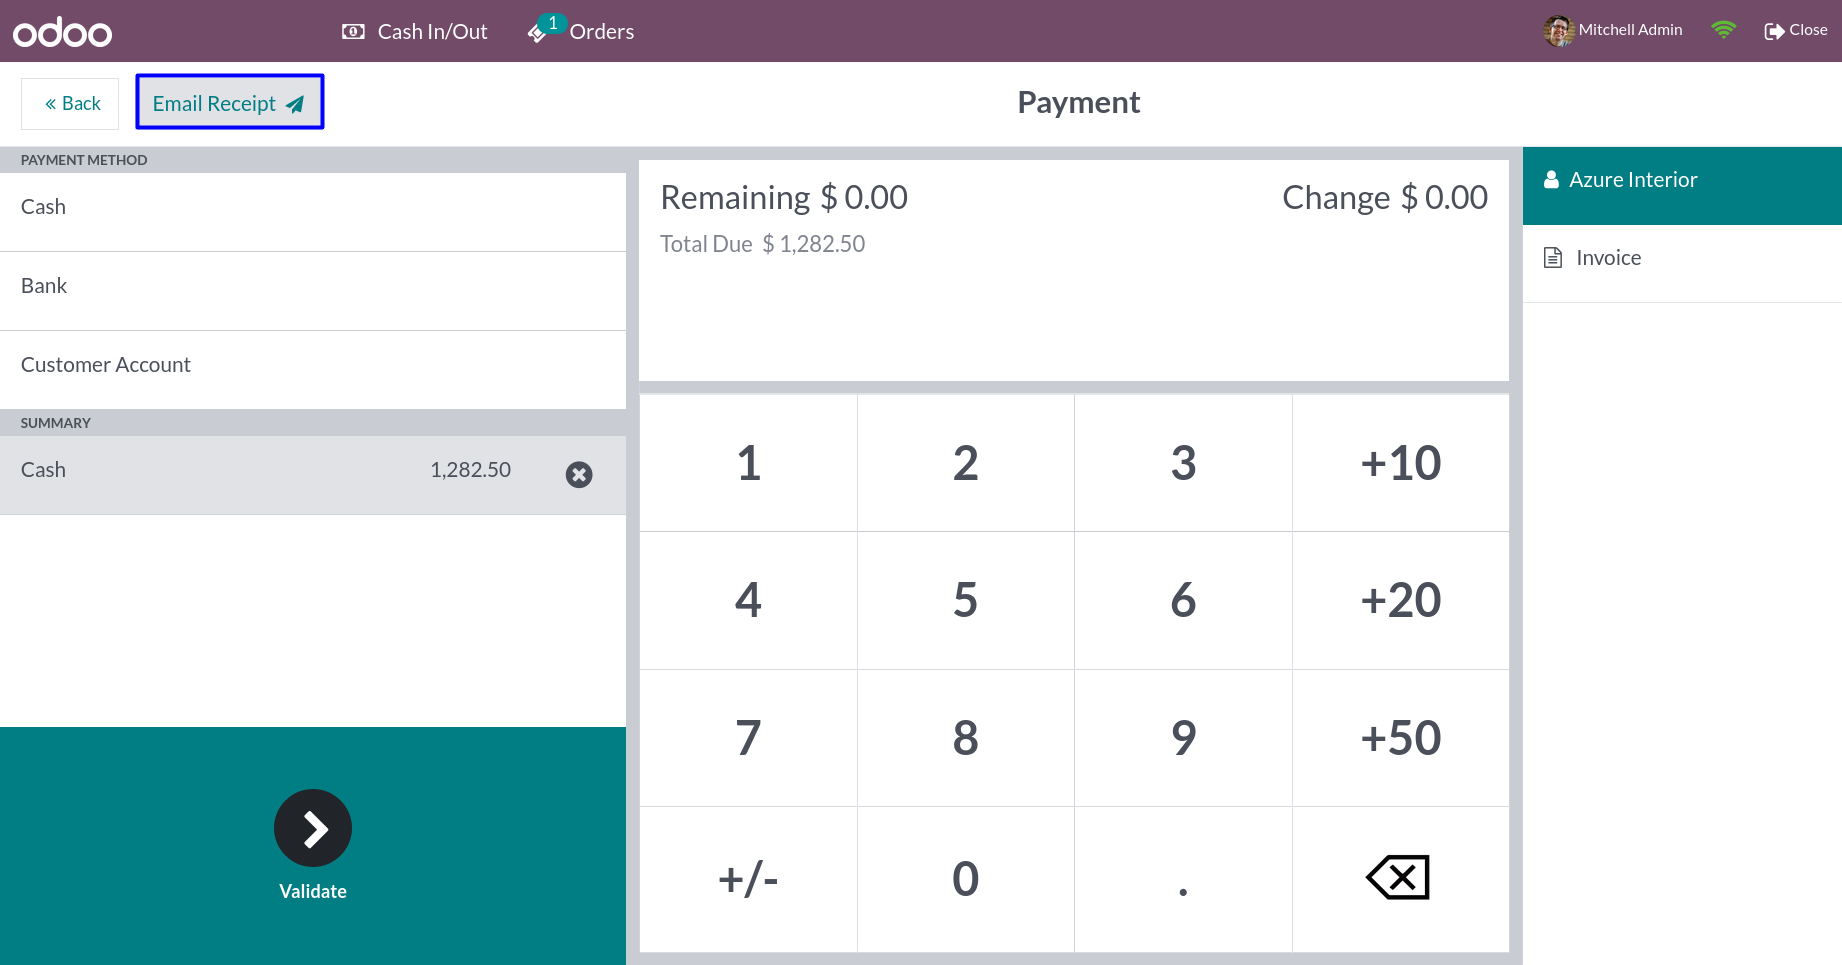 odoo
Cash In/Out
1
Orders
Mitchell Admin
Close
« Back
Email Receipt
Payment
PAYMENT METHOD
Cash
Bank
Customer Account
SUMMARY
Cash 1,282.50
Validate
Remaining $ 0.00
Change $ 0.00
Total Due $ 1,282.50
1 2 3 +10
4 5 6 +20
7 8 9 +50
+/- 0 .
Azure Interior
Invoice